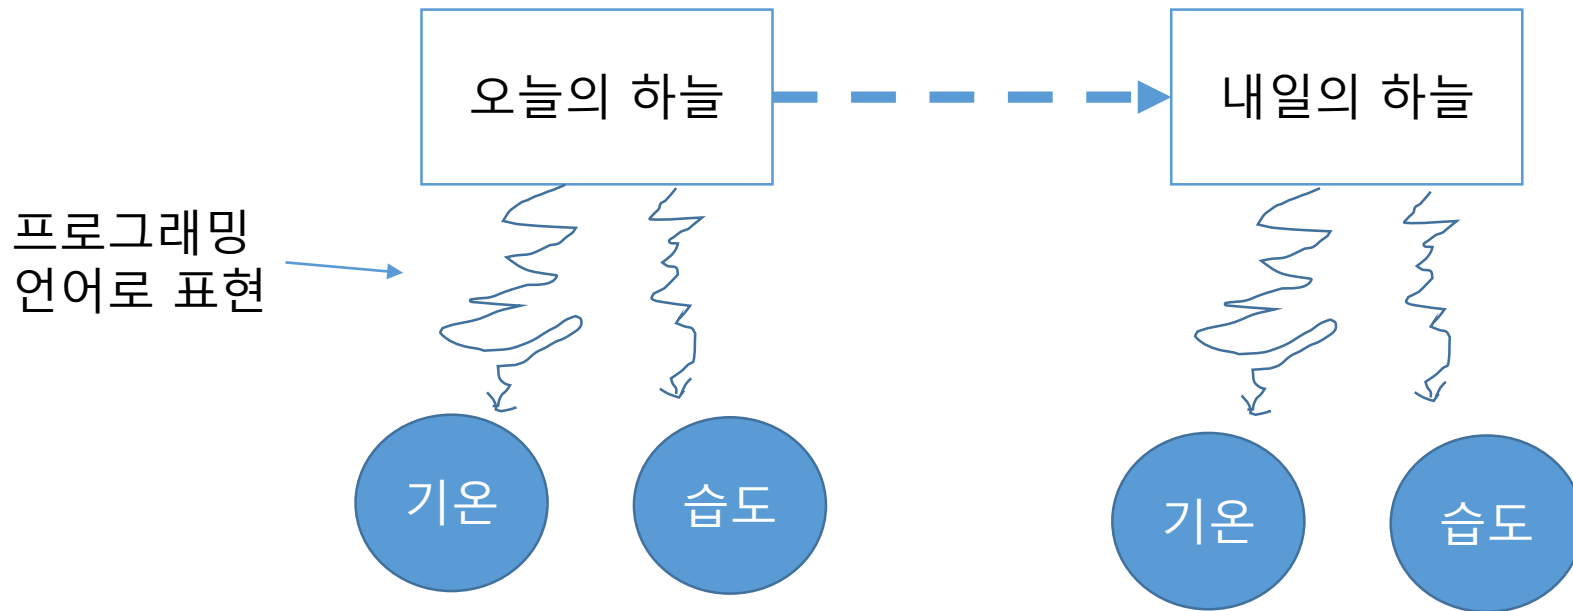 오늘의 하늘
내일의 하늘
프로그래밍
언어로 표현
기온
습도
기온
습도